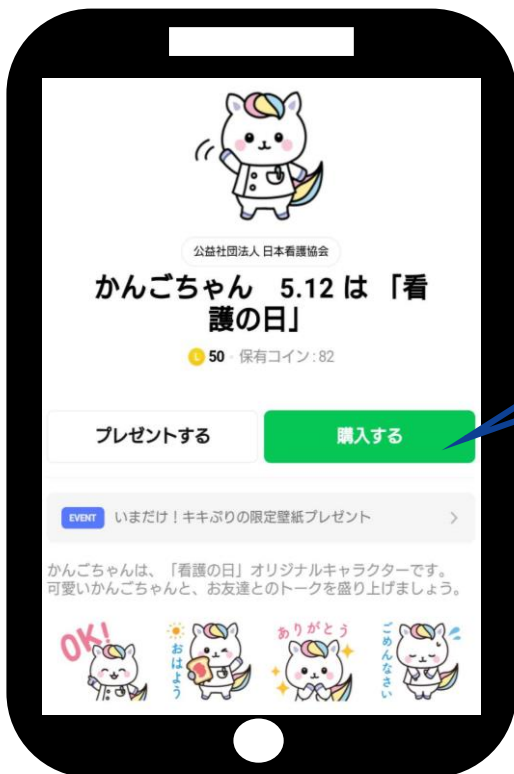 公益社団法人 日本看護協会
かんごちゃん　5.12 は 「看
護の日」
L 50 · 保有コイン : 82
プレゼントする
購入する
EVENT いまだけ！キキぷりの限定壁紙プレゼント
かんごちゃんは、「看護の日」オリジナルキャラクターです。
可愛いかんごちゃんと、お友達とのトークを盛り上げましょう。
OK!
おはよう
ありがとう
ごめんなさい